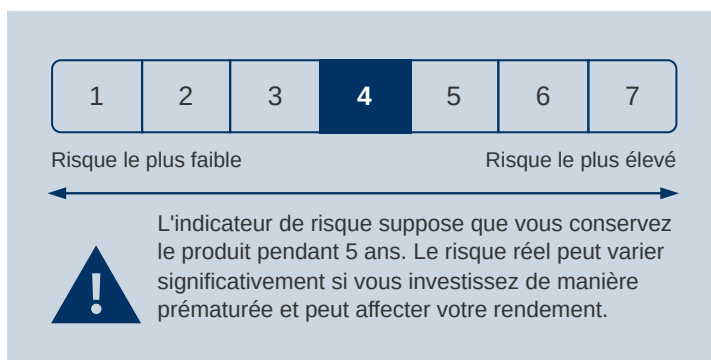 1 2 3 4 5 6 7
Risque le plus faible Risque le plus élevé
L'indicateur de risque suppose que vous conservez
le produit pendant 5 ans. Le risque réel peut varier
significativement si vous investissez de manière
prématurée et peut affecter votre rendement.
!